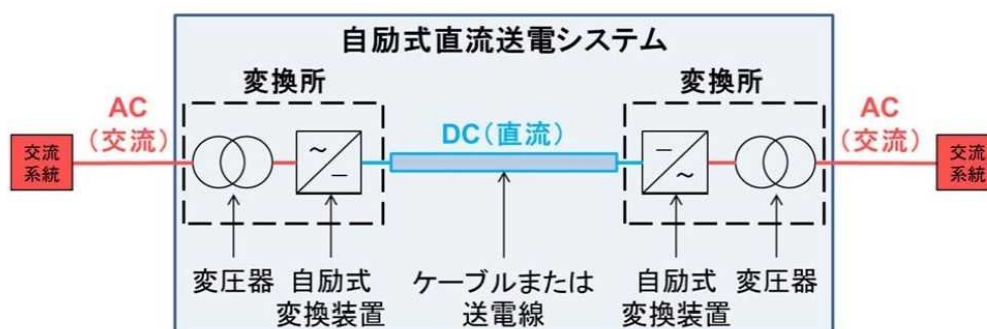 自励式直流送電システム
変換所
変換所
AC
(交流)
DC(直流)
AC
(交流)
交流
系統
~
−
−
~
交流
系統
変圧器
自励式
変換装置
ケーブルまたは
送電線
自励式
変換装置
変圧器